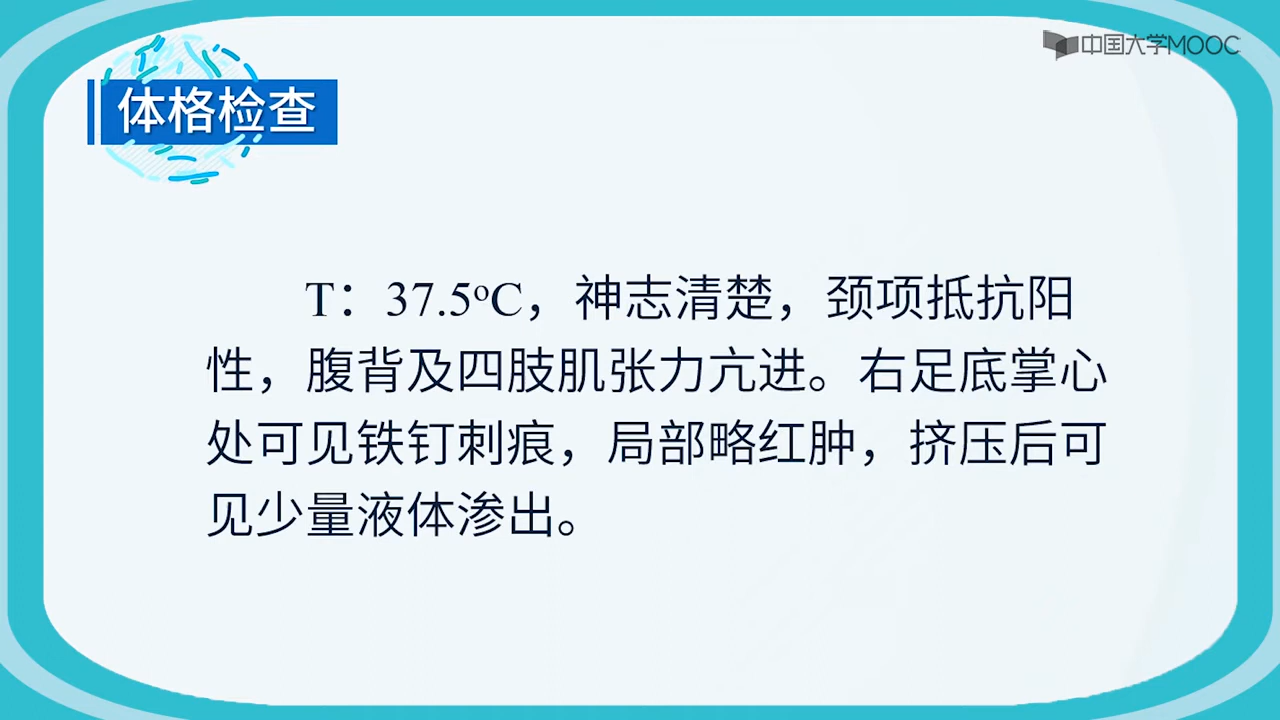 中国大学MOOC
体格检查
T：37.5℃，神志清楚，颈项抵抗阳
性，腹背及四肢肌张力亢进。右足底掌心
处可见铁钉刺痕，局部略红肿，挤压后可
见少量液体渗出。